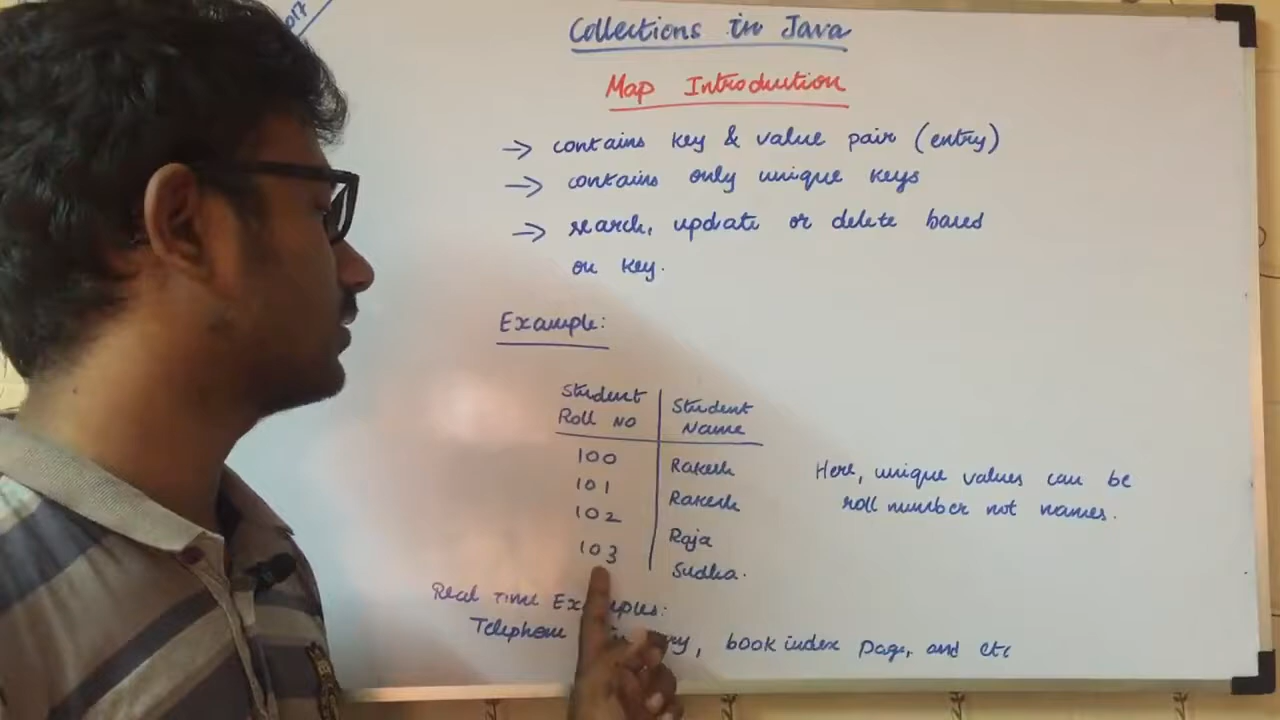 2017
Collections in Java
Map Introduction
→ contains key & value pair (entry)
→ contains only unique keys
→ search, update or delete based
on key.
Example:
Student Roll No | Student Name
100 | Rakesh
101 | Rakesh
102 | Raja
103 | Sudha.
Here, unique values can be
roll number not names.
Real Time Examples:
Telephone , book index page, and etc